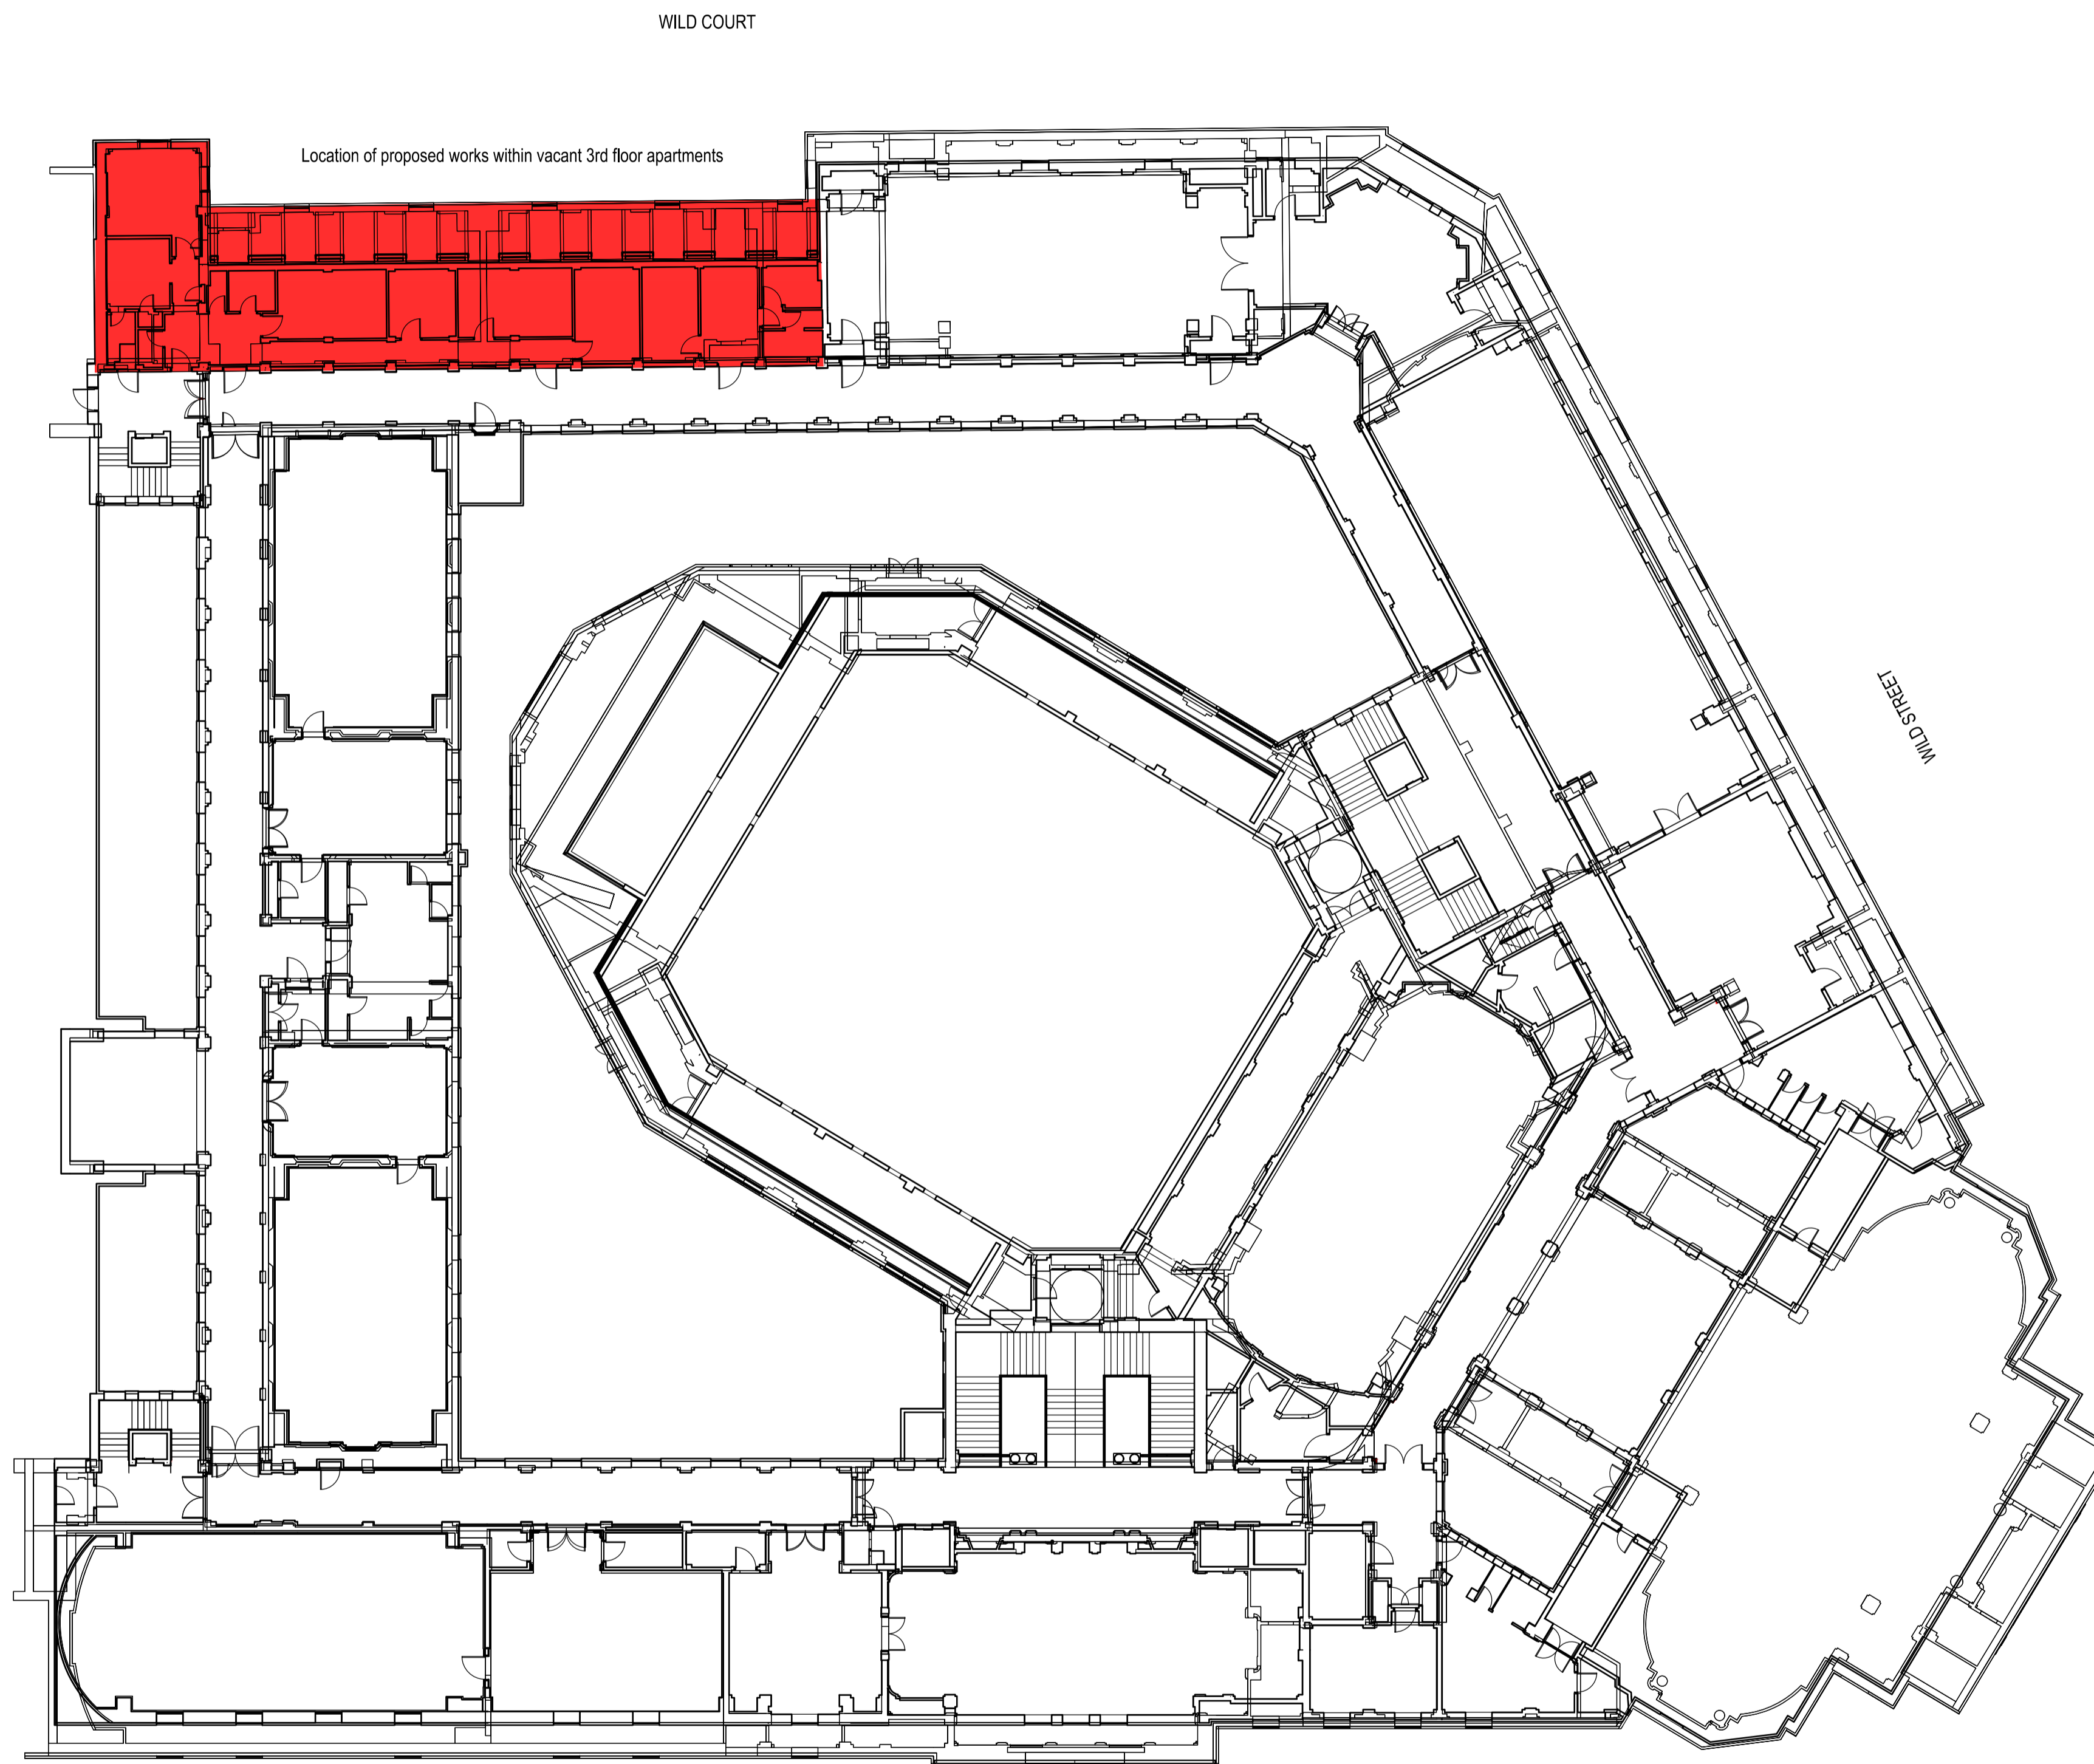 WILD COURT
Location of proposed works within vacant 3rd floor apartments
WILD STREET